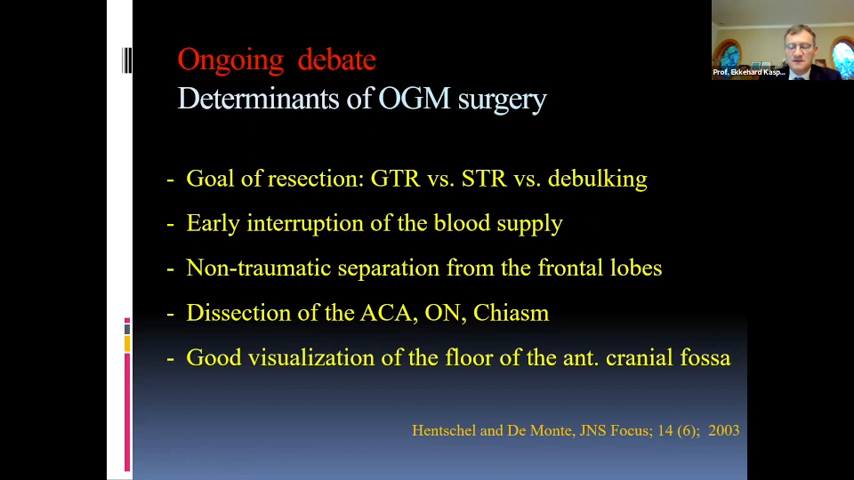 Ongoing debate
Determinants of OGM surgery
- Goal of resection: GTR vs. STR vs. debulking
- Early interruption of the blood supply
- Non-traumatic separation from the frontal lobes
- Dissection of the ACA, ON, Chiasm
- Good visualization of the floor of the ant. cranial fossa
Hentschel and De Monte, JNS Focus; 14 (6); 2003
Prof. Ekkehard Kasp...